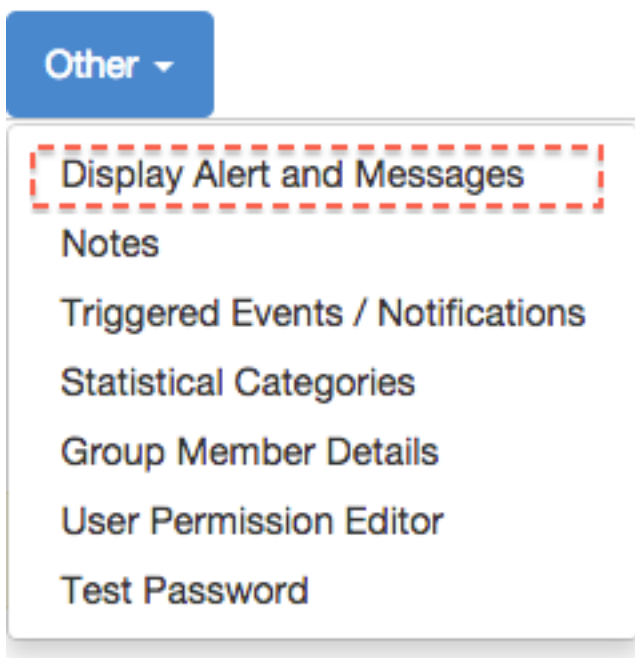 Other
Display Alert and Messages
Notes
Triggered Events / Notifications
Statistical Categories
Group Member Details
User Permission Editor
Test Password